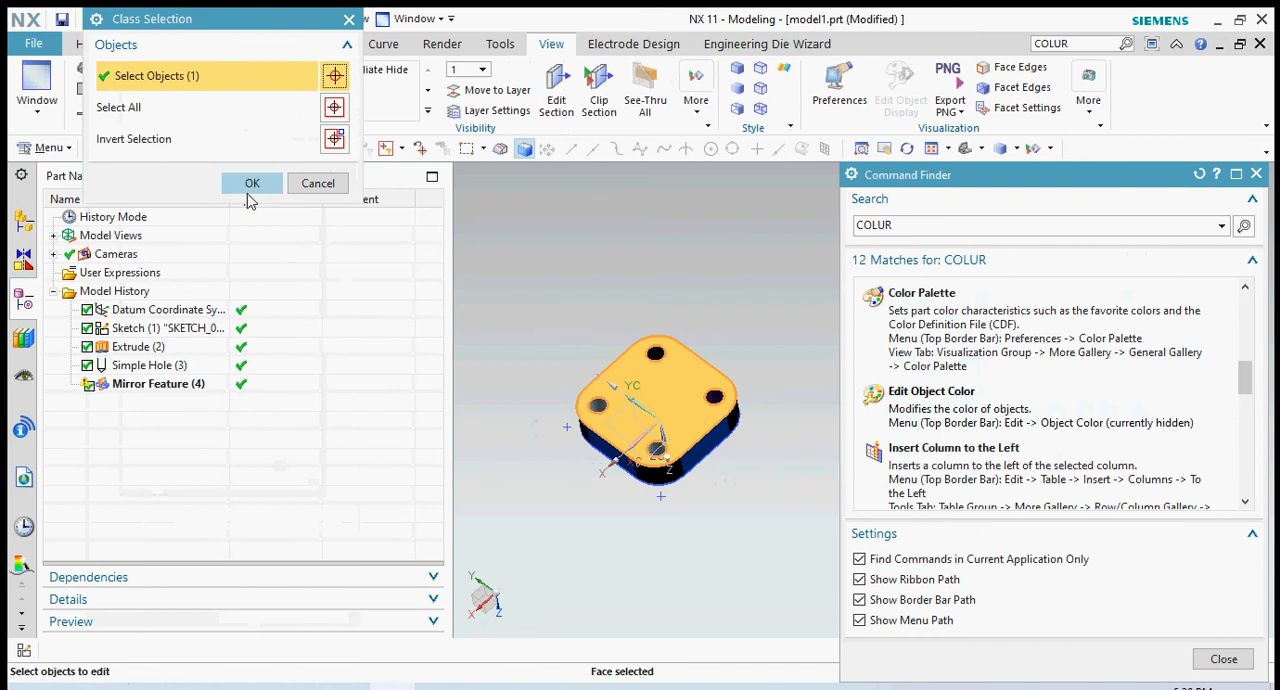 NX
Class Selection
Window
NX 11 - Modeling - [model1.prt (Modified) ]
SIEMENS
File
Curve
Render
Tools
View
Electrode Design
Engineering Die Wizard
COLUR
Objects
Select Objects (1)
Select All
Invert Selection
OK
Cancel
Window
laite Hide
1
Move to Layer
Layer Settings
Edit Section
Clip Section
See-Thru All
More
Visibility
Style
Preferences
Edit Object Display
PNG
Export PNG
Face Edges
Facet Edges
Facet Settings
More
Visualization
Menu
Part Na
Name
ent
History Mode
Model Views
Cameras
User Expressions
Model History
Datum Coordinate Sy...
Sketch (1) "SKETCH_0...
Extrude (2)
Simple Hole (3)
Mirror Feature (4)
Dependencies
Details
Preview
YC
X
Z
Y
X
Z
Command Finder
Search
COLUR
12 Matches for: COLUR
Color Palette
Sets part color characteristics such as the favorite colors and the
Color Definition File (CDF).
Menu (Top Border Bar): Preferences -> Color Palette
View Tab: Visualization Group -> More Gallery -> General Gallery
-> Color Palette
Edit Object Color
Modifies the color of objects.
Menu (Top Border Bar): Edit -> Object Color (currently hidden)
Insert Column to the Left
Inserts a column to the left of the selected column.
Menu (Top Border Bar): Edit -> Table -> Insert -> Columns -> To
the Left
Tools Tab: Table Group -> More Gallery -> Row/Column Gallery ->
Settings
Find Commands in Current Application Only
Show Ribbon Path
Show Border Bar Path
Show Menu Path
Close
Select objects to edit
Face selected